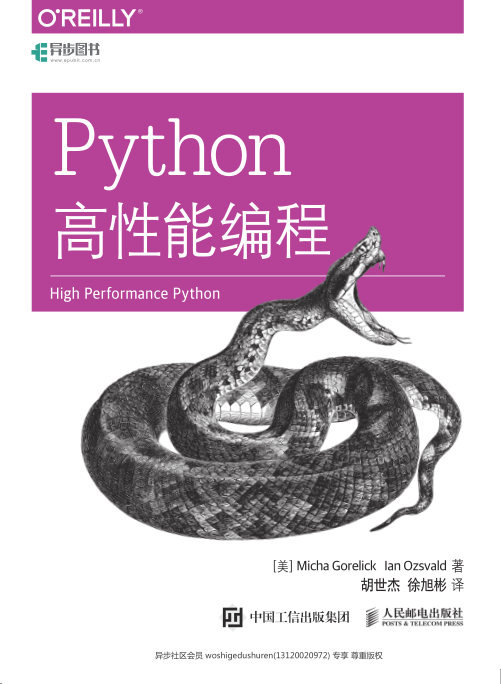 O'REILLY®
异步图书
www.epubit.com.cn
Python
高性能编程
High Performance Python
[美] Micha Gorelick Ian Ozsvald 著
胡世杰 徐旭彬 译
中国工信出版集团
人民邮电出版社
POSTS & TELECOM PRESS
异步社区会员 woshigedushuren(13120020972) 专享 尊重版权